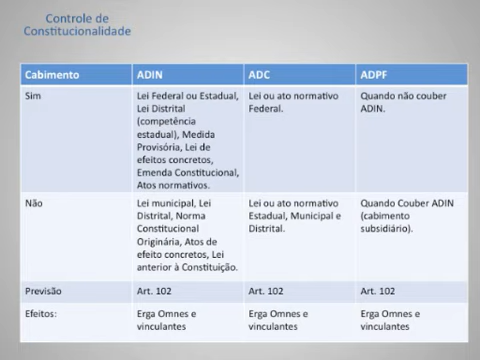 Controle de
Constitucionalidade
Cabimento ADIN ADC ADPF
Sim
Lei Federal ou Estadual,
Lei Distrital
(competência
estadual), Medida
Provisória, Lei de
efeitos concretos,
Emenda Constitucional,
Atos normativos.
Lei ou ato normativo
Federal.
Quando não couber
ADIN.
Não
Lei municipal, Lei
Distrital, Norma
Constitucional
Originária, Atos de
efeito concretos, Lei
anterior à Constituição.
Lei ou ato normativo
Estadual, Municipal e
Distrital.
Quando Couber ADIN
(cabimento
subsidiário).
Previsão Art. 102 Art. 102 Art. 102
Efeitos:
Erga Omnes e
vinculantes
Erga Omnes e
vinculantes
Erga Omnes e
vinculantes